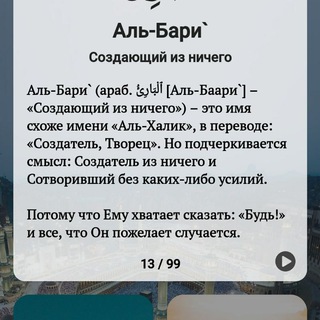 Аль-Бари`
Создающий из ничего
Аль-Бари` (араб. ٱلْبَارِئُ [Аль-Баари`] –
«Создающий из ничего») – это имя
схоже имени «Аль-Халик», в переводе:
«Создатель, Творец». Но подчеркивается
смысл: Создатель из ничего и
Сотворивший без каких-либо усилий.
Потому что Ему хватает сказать: «Будь!»
и все, что Он пожелает случается.
13 / 99